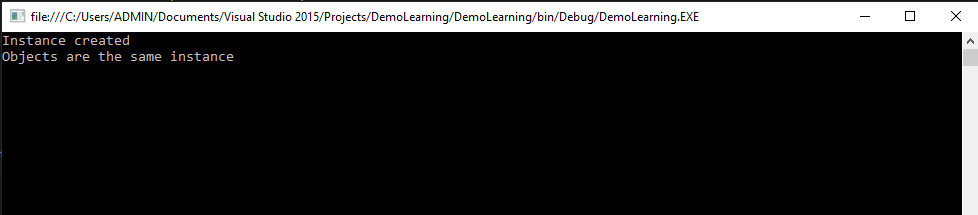 file:///C:/Users/ADMIN/Documents/Visual Studio 2015/Projects/DemoLearning/DemoLearning/bin/Debug/DemoLearning.EXE
Instance created
Objects are the same instance